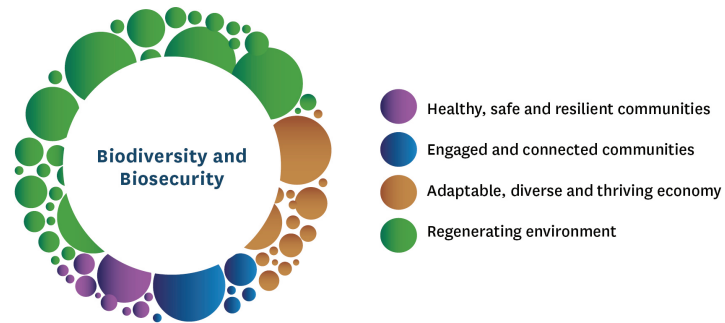 Biodiversity and
Biosecurity
Healthy, safe and resilient communities
Engaged and connected communities
Adaptable, diverse and thriving economy
Regenerating environment